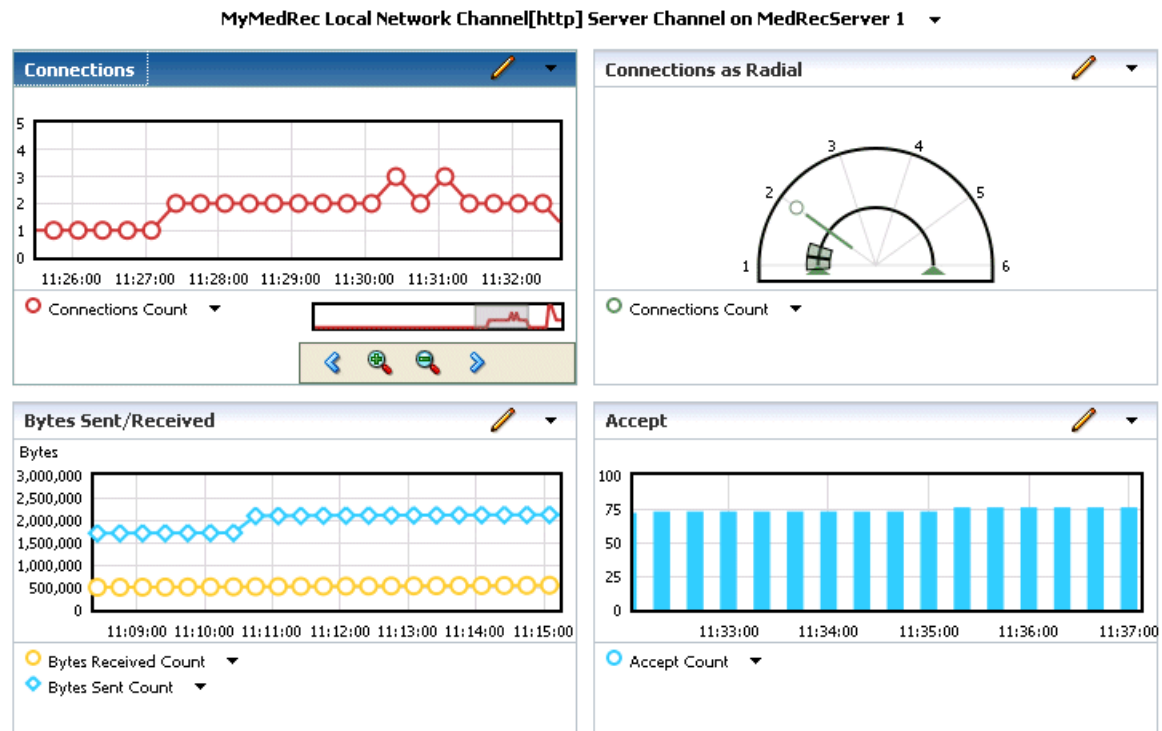 MyMedRec Local Network Channel[http] Server Channel on MedRecServer 1
Connections
5
4
3
2
1
0
11:26:00 11:27:00 11:28:00 11:29:00 11:30:00 11:31:00 11:32:00
Connections Count
Connections as Radial
1
2
3
4
5
6
Connections Count
Bytes Sent/Received
Bytes
3,000,000
2,500,000
2,000,000
1,500,000
1,000,000
500,000
0
11:09:00 11:10:00 11:11:00 11:12:00 11:13:00 11:14:00 11:15:00
Bytes Received Count
Bytes Sent Count
Accept
100
75
50
25
0
11:33:00 11:34:00 11:35:00 11:36:00 11:37:00
Accept Count